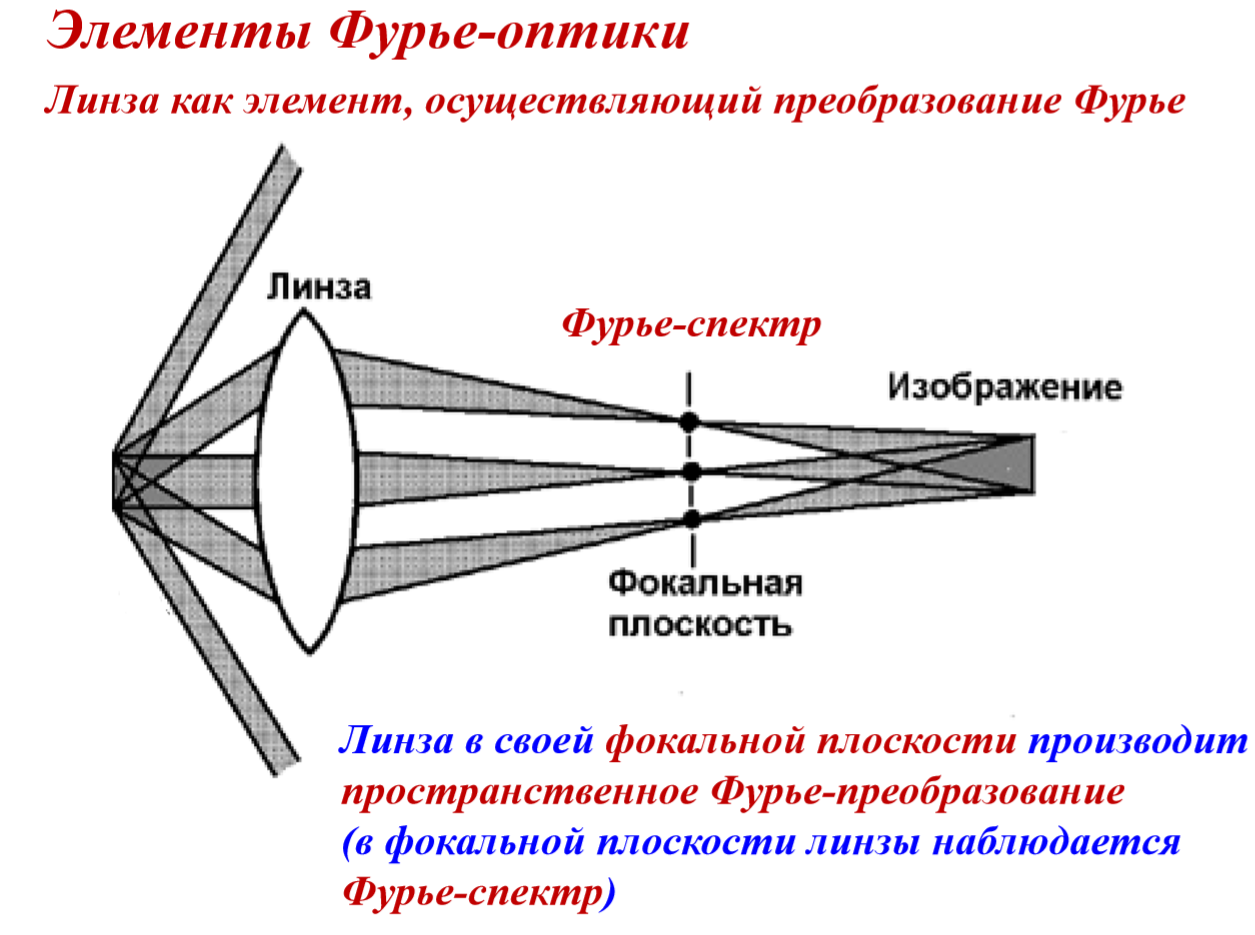 Элементы Фурье-оптики
Линза как элемент, осуществляющий преобразование Фурье
Линза
Фурье-спектр
Изображение
Фокальная
плоскость
Линза в своей фокальной плоскости производит
пространственное Фурье-преобразование
(в фокальной плоскости линзы наблюдается
Фурье-спектр)